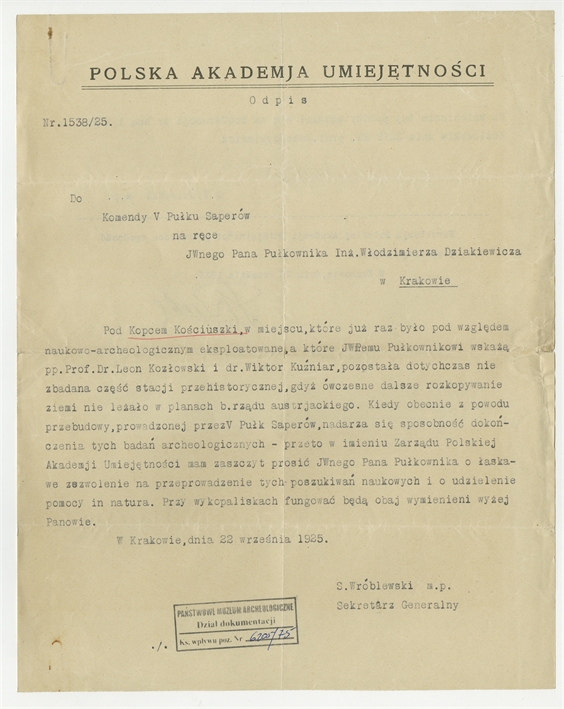 POLSKA AKADEMJA UMIEJĘTNOŚCI
Odpis
Nr.1538/25.
Do
Komendy V Pułku Saperów
na ręce
JWnego Pana Pułkownika Inż.Włodzimierza Dziakiewicza
w Krakowie
Pod Kopcem Kościuszki,w miejscu,które już raz było pod względem
naukowo-archeologicznym eksploatowane,a które JWnemu Pułkownikowi wskażą
pp.Prof.Dr.Leon Kozłowski i dr.Wiktor Kuźniar,pozostała dotychczas nie
zbadana część stacji przehistorycznej,gdyż ówczesne dalsze rozkopywanie
ziemi nie leżało w planach b.rządu austrjackiego. Kiedy obecnie z powodu
przebudowy,prowadzonej przezV Pułk Saperów,nadarza się sposobność dokoń-
czenia tych badań archeologicznych - przeto w imieniu Zarządu Polskiej
Akademji Umiejętności mam zaszczyt prosić JWnego Pana Pułkownika o łaska-
we zezwolenie na przeprowadzenie tych poszukiwań naukowych i o udzielenie
pomocy in natura. Przy wykopaliskach fungować będą obaj wymienieni wyżej
Panowie.
W Krakowie,dnia 22 września 1925.
S.Wróblewski m.p.
Sekretarz Generalny
PAŃSTWOWE MUZEUM ARCHEOLOGICZNE
Dział dokumentacji
Ks. wpływu poz. Nr 6200/75
./.